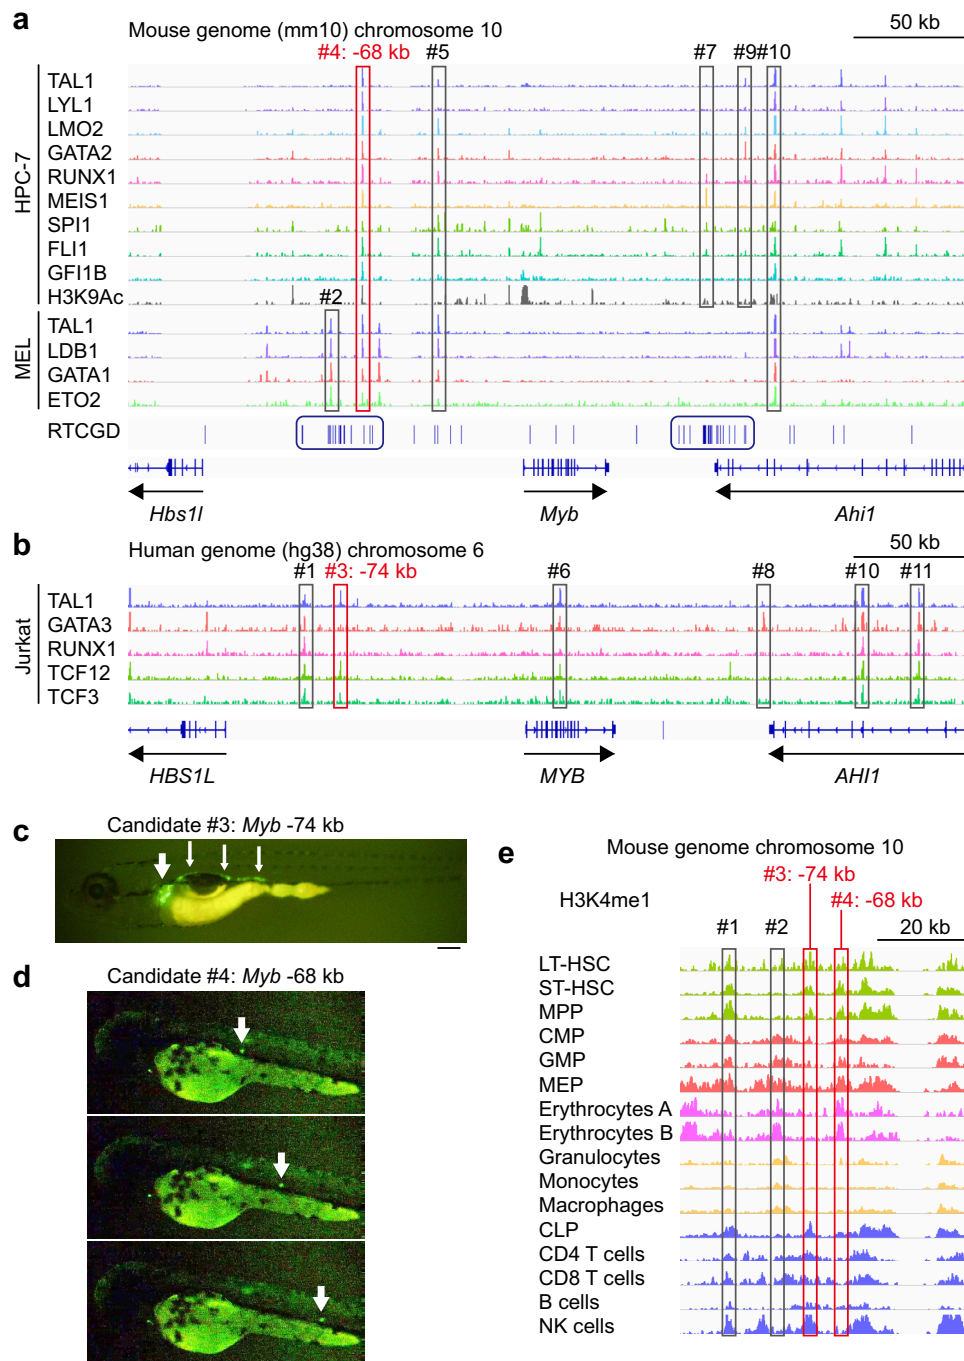 a
Mouse genome (mm10) chromosome 10
50 kb
#4: -68 kb #5 #7 #9 #10
HPC-7
TAL1
LYL1
LMO2
GATA2
RUNX1
MEIS1
SPI1
FLI1
GFI1B
H3K9Ac
#2
MEL
TAL1
LDB1
GATA1
ETO2
RTCGD
Hbs1l Myb Ahi1
b
Human genome (hg38) chromosome 6
50 kb
#1 #3: -74 kb #6 #8 #10 #11
Jurkat
TAL1
GATA3
RUNX1
TCF12
TCF3
HBS1L MYB AHI1
c
Candidate #3: Myb -74 kb
d
Candidate #4: Myb -68 kb
e
Mouse genome chromosome 10
#3: -74 kb
H3K4me1
#4: -68 kb
#1 #2 20 kb
LT-HSC
ST-HSC
MPP
CMP
GMP
MEP
Erythrocytes A
Erythrocytes B
Granulocytes
Monocytes
Macrophages
CLP
CD4 T cells
CD8 T cells
B cells
NK cells